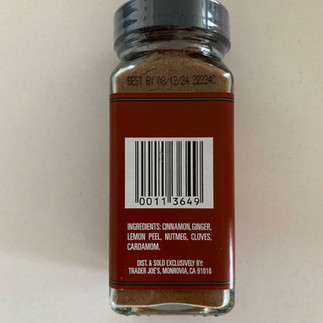 BEST BY 08/12/24 22224C
0011 3649
INGREDIENTS: CINNAMON, GINGER,
LEMON PEEL, NUTMEG, CLOVES,
CARDAMOM.
DIST. & SOLD EXCLUSIVELY BY:
TRADER JOE'S, MONROVIA, CA 91016